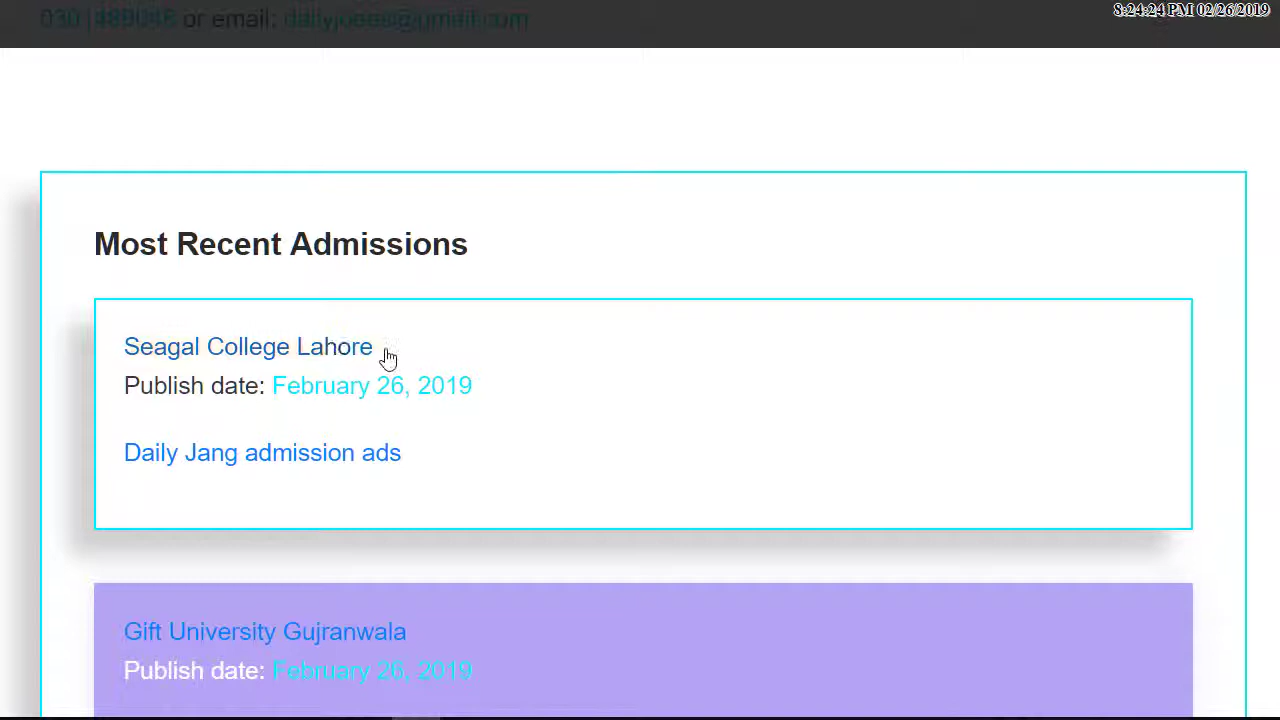 8:24:24 PM 02/26/2019
or email:
Most Recent Admissions
Seagal College Lahore
Publish date: February 26, 2019
Daily Jang admission ads
Gift University Gujranwala
Publish date: February 26, 2019